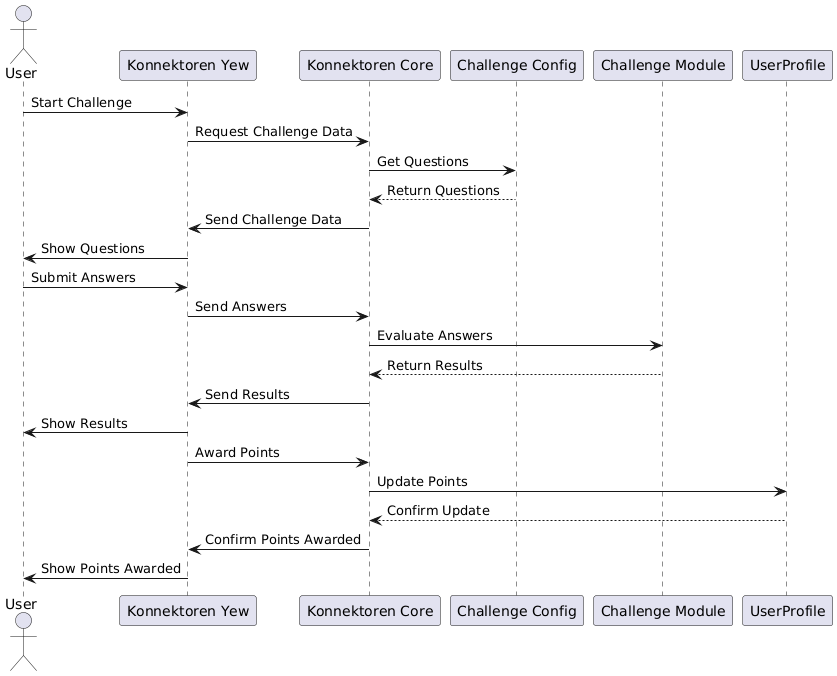 User
Konnektoren Yew
Konnektoren Core
Challenge Config
Challenge Module
UserProfile
Start Challenge
Request Challenge Data
Get Questions
Return Questions
Send Challenge Data
Show Questions
Submit Answers
Send Answers
Evaluate Answers
Return Results
Send Results
Show Results
Award Points
Update Points
Confirm Update
Confirm Points Awarded
Show Points Awarded
User
Konnektoren Yew
Konnektoren Core
Challenge Config
Challenge Module
UserProfile